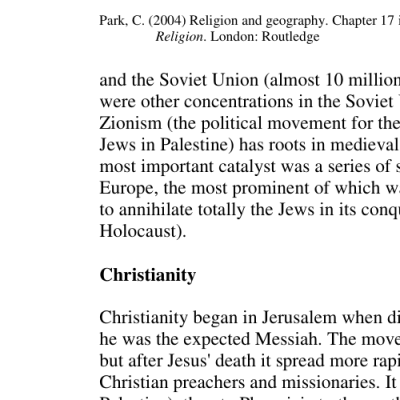 Park, C. (2004) Religion and geography. Chapter 17 i
Religion. London: Routledge
and the Soviet Union (almost 10 million
were other concentrations in the Soviet
Zionism (the political movement for the
Jews in Palestine) has roots in medieval
most important catalyst was a series of s
Europe, the most prominent of which wa
to annihilate totally the Jews in its conqu
Holocaust).
Christianity
Christianity began in Jerusalem when di
he was the expected Messiah. The move
but after Jesus' death it spread more rapi
Christian preachers and missionaries. It